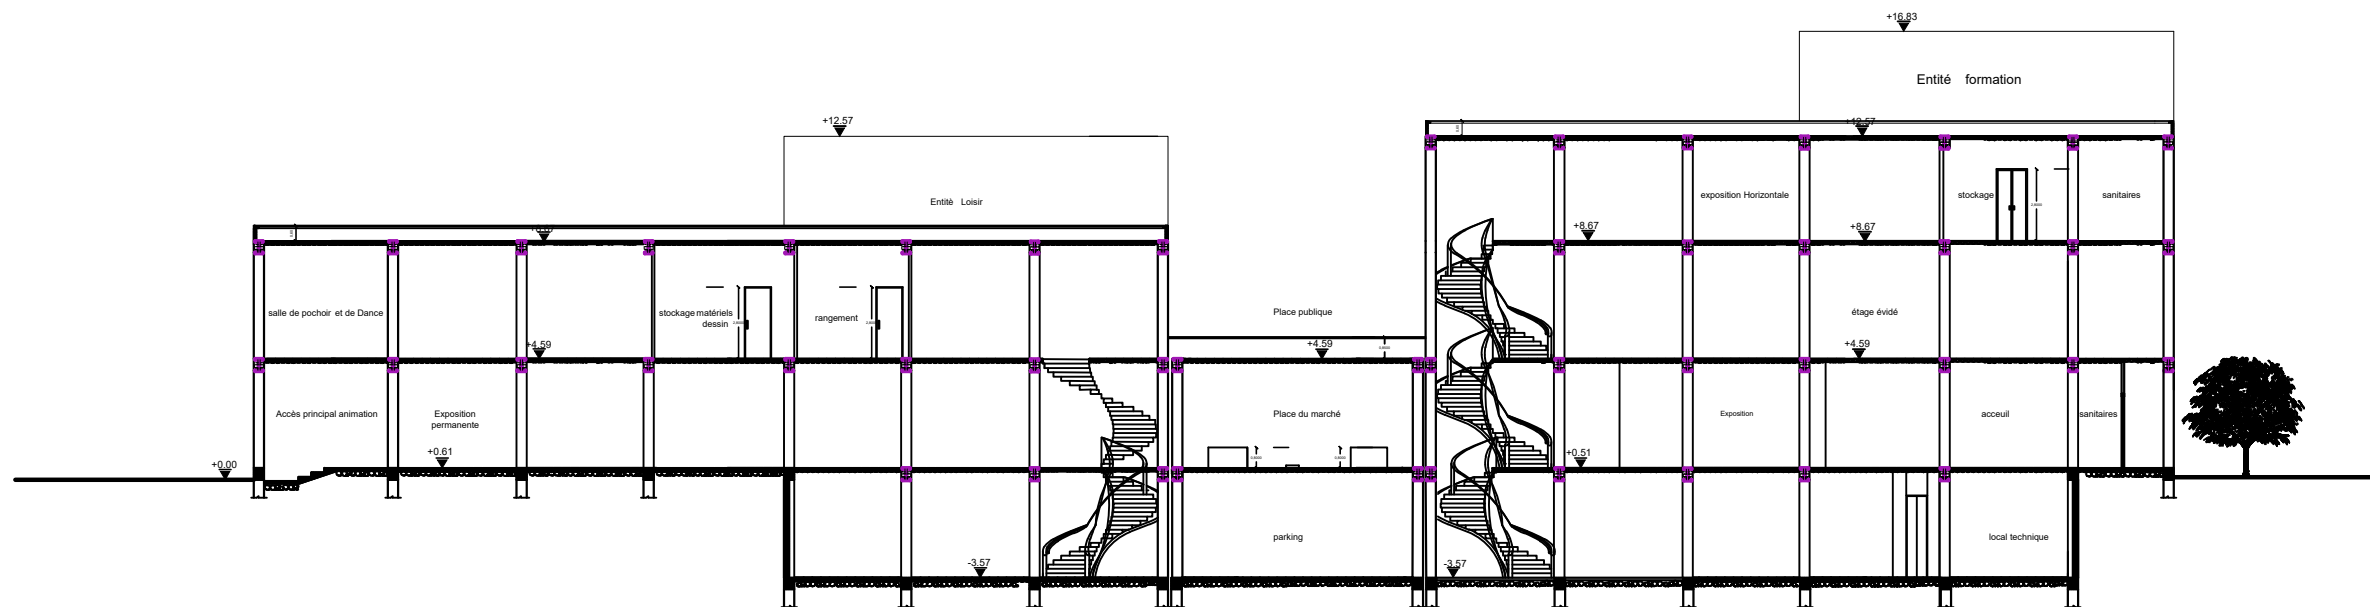 +16.83
Entité formation
+12.57
+12.57
Entité Loisir
exposition Horizontale
stockage
sanitaires
2,8000
+8.67
+8.67
salle de pochoir et de Dance
stockage matériels
dessin
rangement
Place publique
étage évidé
+4.59
+4.59
+4.59
Accès principal animation
Exposition
permanente
Place du marché
Exposition
acceuil
sanitaires
+0.00
+0.61
+0.51
parking
local technique
-3.57
-3.57